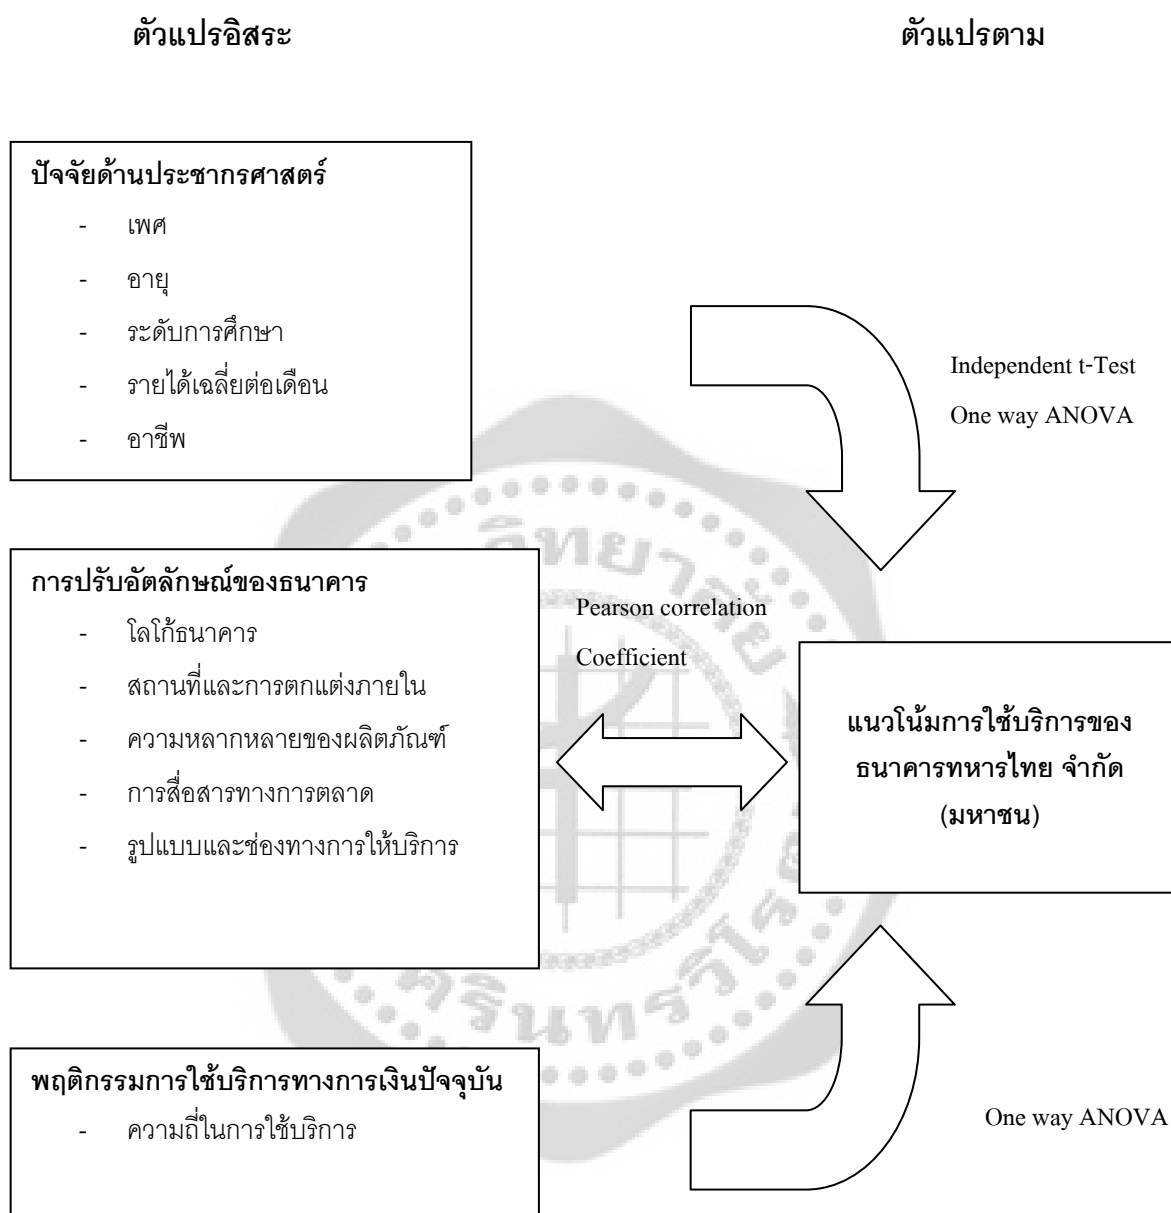 ตัวแปรอิสระ
ตัวแปรตาม
ปัจจัยด้านประชากรศาสตร์
- เพศ
- อายุ
- ระดับการศึกษา
- รายได้เฉลี่ยต่อเดือน
- อาชีพ
Independent t-Test
One way ANOVA
การปรับอัตลักษณ์ของธนาคาร
- โลโก้ธนาคาร
- สถานที่และการตกแต่งภายใน
- ความหลากหลายของผลิตภัณฑ์
- การสื่อสารทางการตลาด
- รูปแบบและช่องทางการให้บริการ
Pearson correlation
Coefficient
แนวโน้มการใช้บริการของ
ธนาคารทหารไทย จำกัด
(มหาชน)
พฤติกรรมการใช้บริการทางการเงินปัจจุบัน
- ความถี่ในการใช้บริการ
One way ANOVA